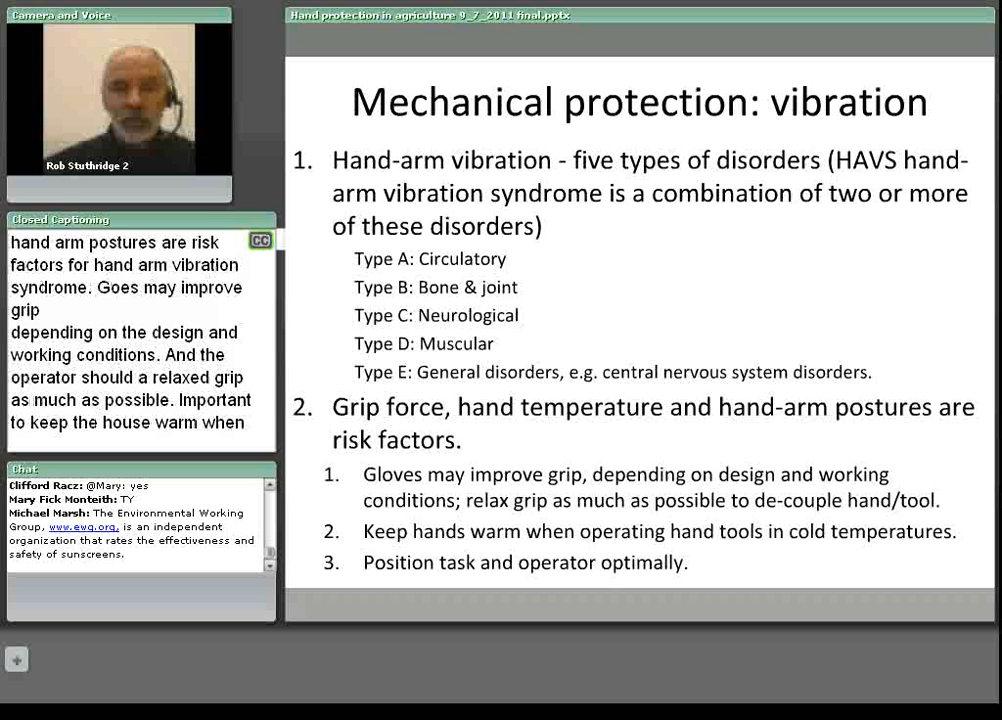 Camera and Voice
Rob Stuthridge 2
Closed Captioning
CC
hand arm postures are risk
factors for hand arm vibration
syndrome. Goes may improve
grip
depending on the design and
working conditions. And the
operator should a relaxed grip
as much as possible. Important
to keep the house warm when
Chat
Clifford Racz: @Mary: yes
Mary Fick Monteith: TY
Michael Marsh: The Environmental Working
Group, www.ewg.org, is an independent
organization that rates the effectiveness and
safety of sunscreens.
Hand protection in agriculture 9_7_2011 final.pptx
Mechanical protection: vibration
1. Hand-arm vibration - five types of disorders (HAVS hand-
arm vibration syndrome is a combination of two or more
of these disorders)
Type A: Circulatory
Type B: Bone & joint
Type C: Neurological
Type D: Muscular
Type E: General disorders, e.g. central nervous system disorders.
2. Grip force, hand temperature and hand-arm postures are
risk factors.
1. Gloves may improve grip, depending on design and working
conditions; relax grip as much as possible to de-couple hand/tool.
2. Keep hands warm when operating hand tools in cold temperatures.
3. Position task and operator optimally.